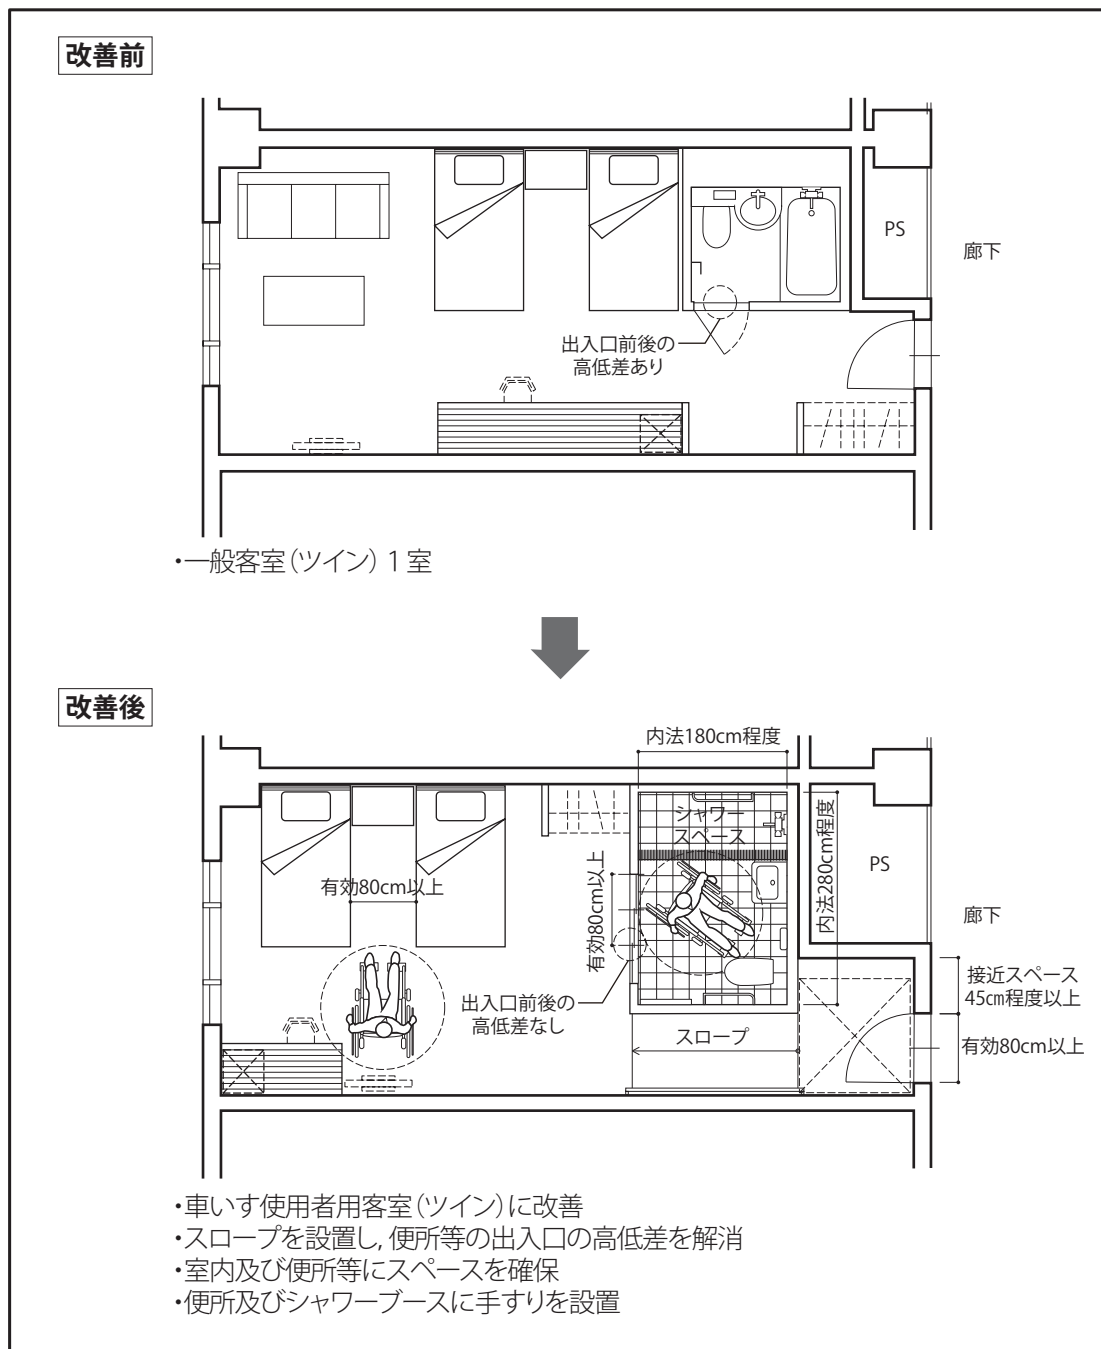 改善前
PS
廊下
出入口前後の
高低差あり
・一般客室(ツイン)1室
改善後
内法180cm程度
シャワー
スペース
内法280cm程度
PS
有効80cm以上
有効80cm以上
廊下
出入口前後の
高低差なし
接近スペース
45㎝程度以上
スロープ
有効80cm以上
・車いす使用者用客室(ツイン)に改善
・スロープを設置し,便所等の出入口の高低差を解消
・室内及び便所等にスペースを確保
・便所及びシャワーブースに手すりを設置